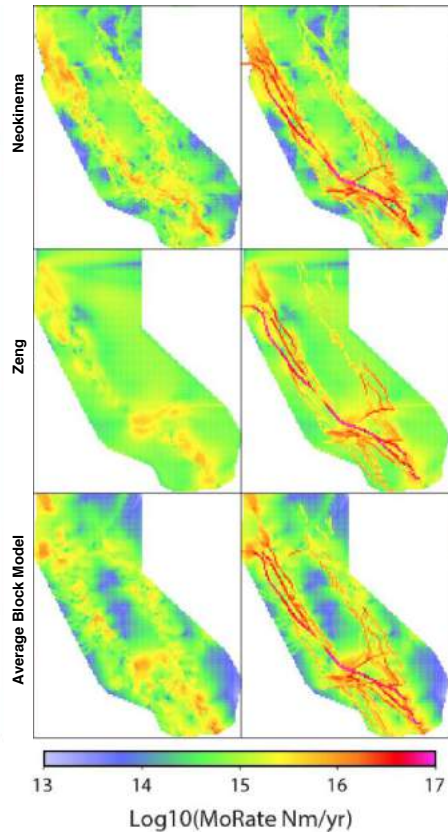 Neokinema
Zeng
Average Block Model
13 14 15 16 17
Log10(MoRate Nm/yr)